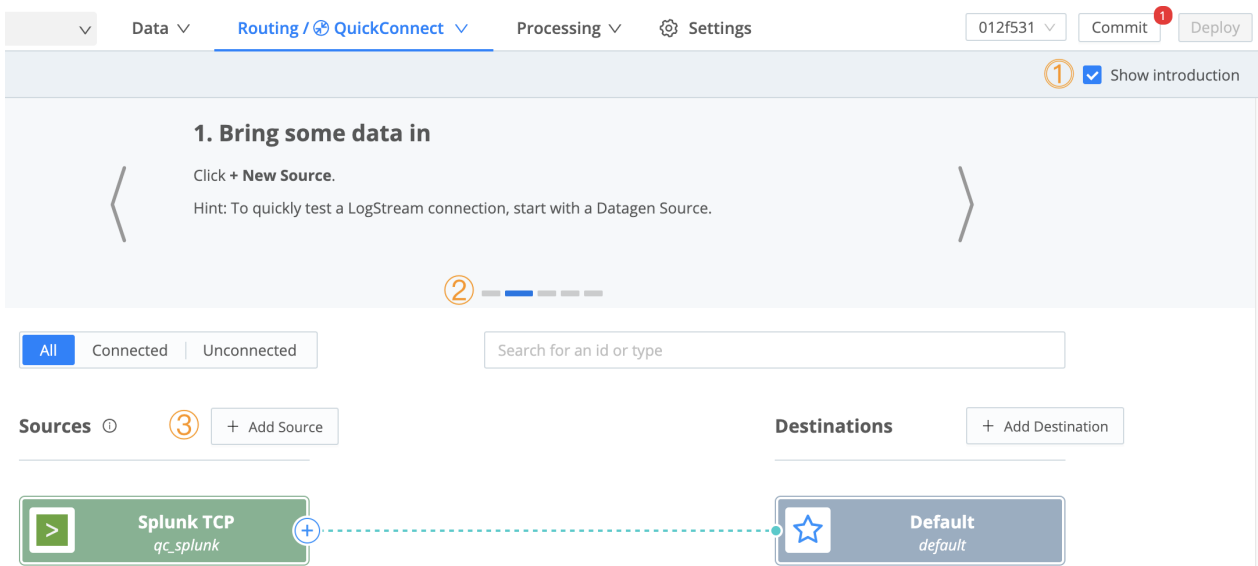 Data Routing / QuickConnect Processing Settings 012f531 Commit 1 Deploy
① Show introduction
1. Bring some data in
Click + New Source.
Hint: To quickly test a LogStream connection, start with a Datagen Source.
②
All Connected Unconnected Search for an id or type
Sources ③ + Add Source Destinations + Add Destination
Splunk TCP Default
qc_splunk default